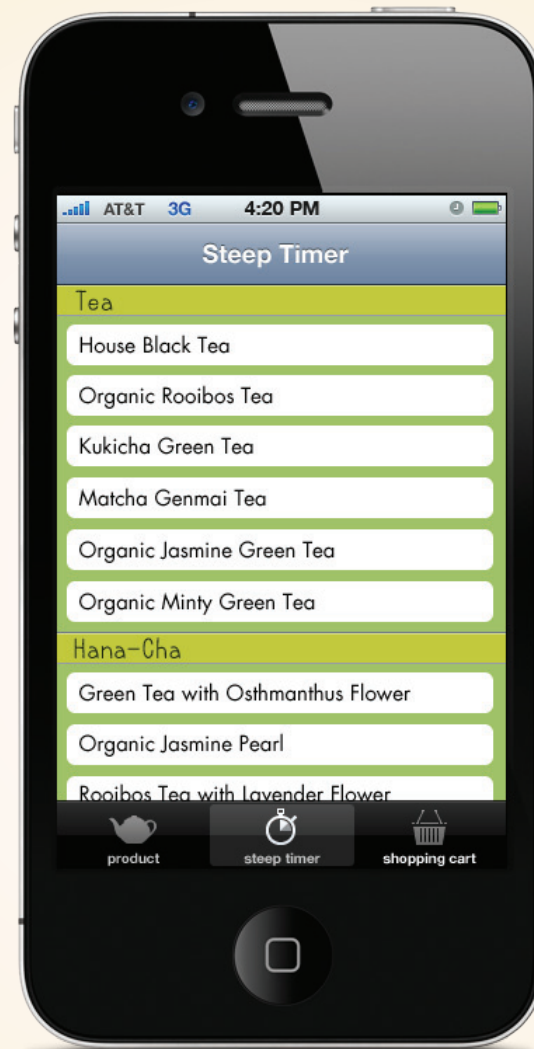 AT&T 3G 4:20 PM
Steep Timer
Tea
House Black Tea
Organic Rooibos Tea
Kukicha Green Tea
Matcha Genmai Tea
Organic Jasmine Green Tea
Organic Minty Green Tea
Hana-Cha
Green Tea with Osthmanthus Flower
Organic Jasmine Pearl
Rooibos Tea with Lavender Flower
product steep timer shopping cart